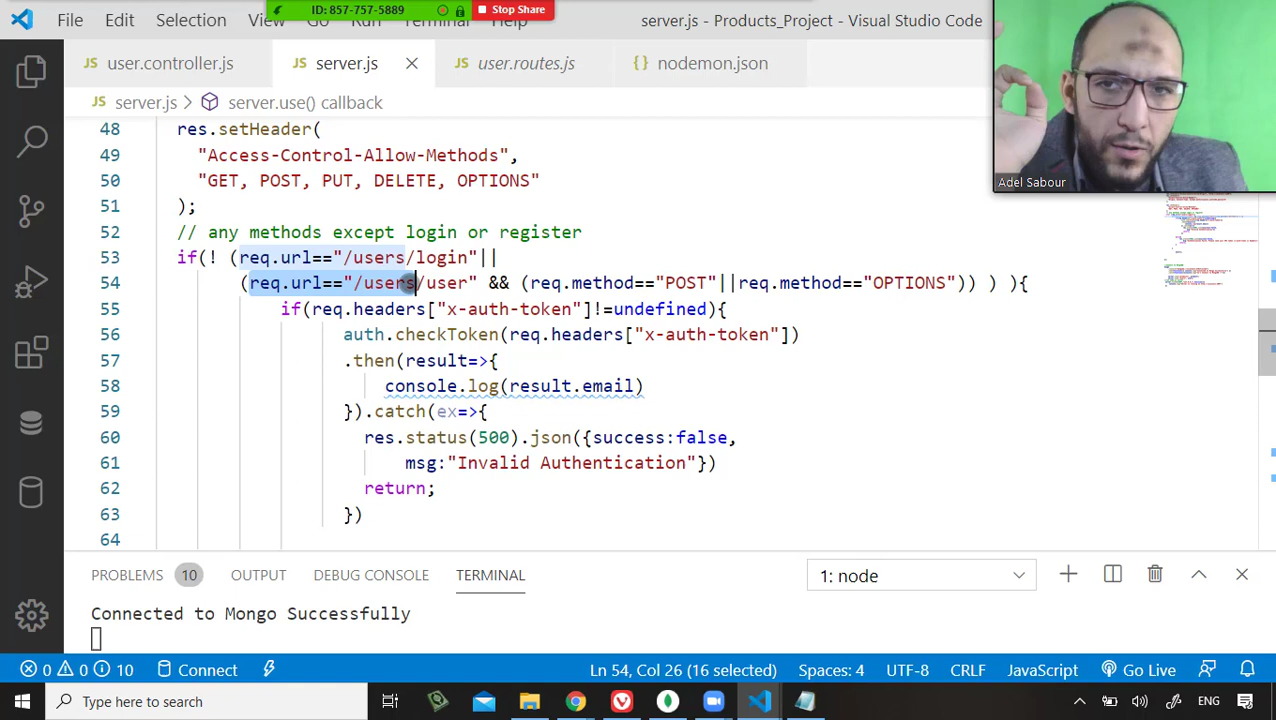 File Edit Selection
ID: 857-757-5889
Stop Share
View Go Run Terminal Help
server.js - Products_Project - Visual Studio Code
JS user.controller.js
JS server.js
JS user.routes.js
{} nodemon.json
JS server.js > server.use() callback
Adel Sabour
48 res.setHeader(
49 "Access-Control-Allow-Methods",
50 "GET, POST, PUT, DELETE, OPTIONS"
51 );
52 // any methods except login or register
53 if(! (req.url=="/users/login"||
54 (req.url=="/users/user" && (req.method=="POST"||req.method=="OPTIONS")) ) ){
55 if(req.headers["x-auth-token"]!=undefined){
56 auth.checkToken(req.headers["x-auth-token"])
57 .then(result=>{
58 console.log(result.email)
59 }).catch(ex=>{
60 res.status(500).json({success:false,
61 msg:"Invalid Authentication"})
62 return;
63 })
64
PROBLEMS 10 OUTPUT DEBUG CONSOLE TERMINAL
1: node
Connected to Mongo Successfully
0 0 10 Connect
Ln 54, Col 26 (16 selected) Spaces: 4 UTF-8 CRLF JavaScript Go Live
Type here to search
ENG